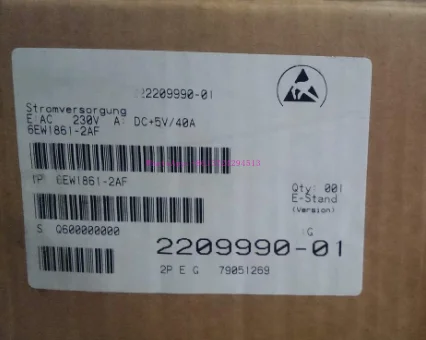 2209990-01
Stromversorgung
E AC 230V A: DC+5V/40A
6EW1861-2AF
1P 6EW1861-2AF
Qty: 001
E-Stand
(Version)
S Q600000000
G
2209990-01
2P E G 79051269